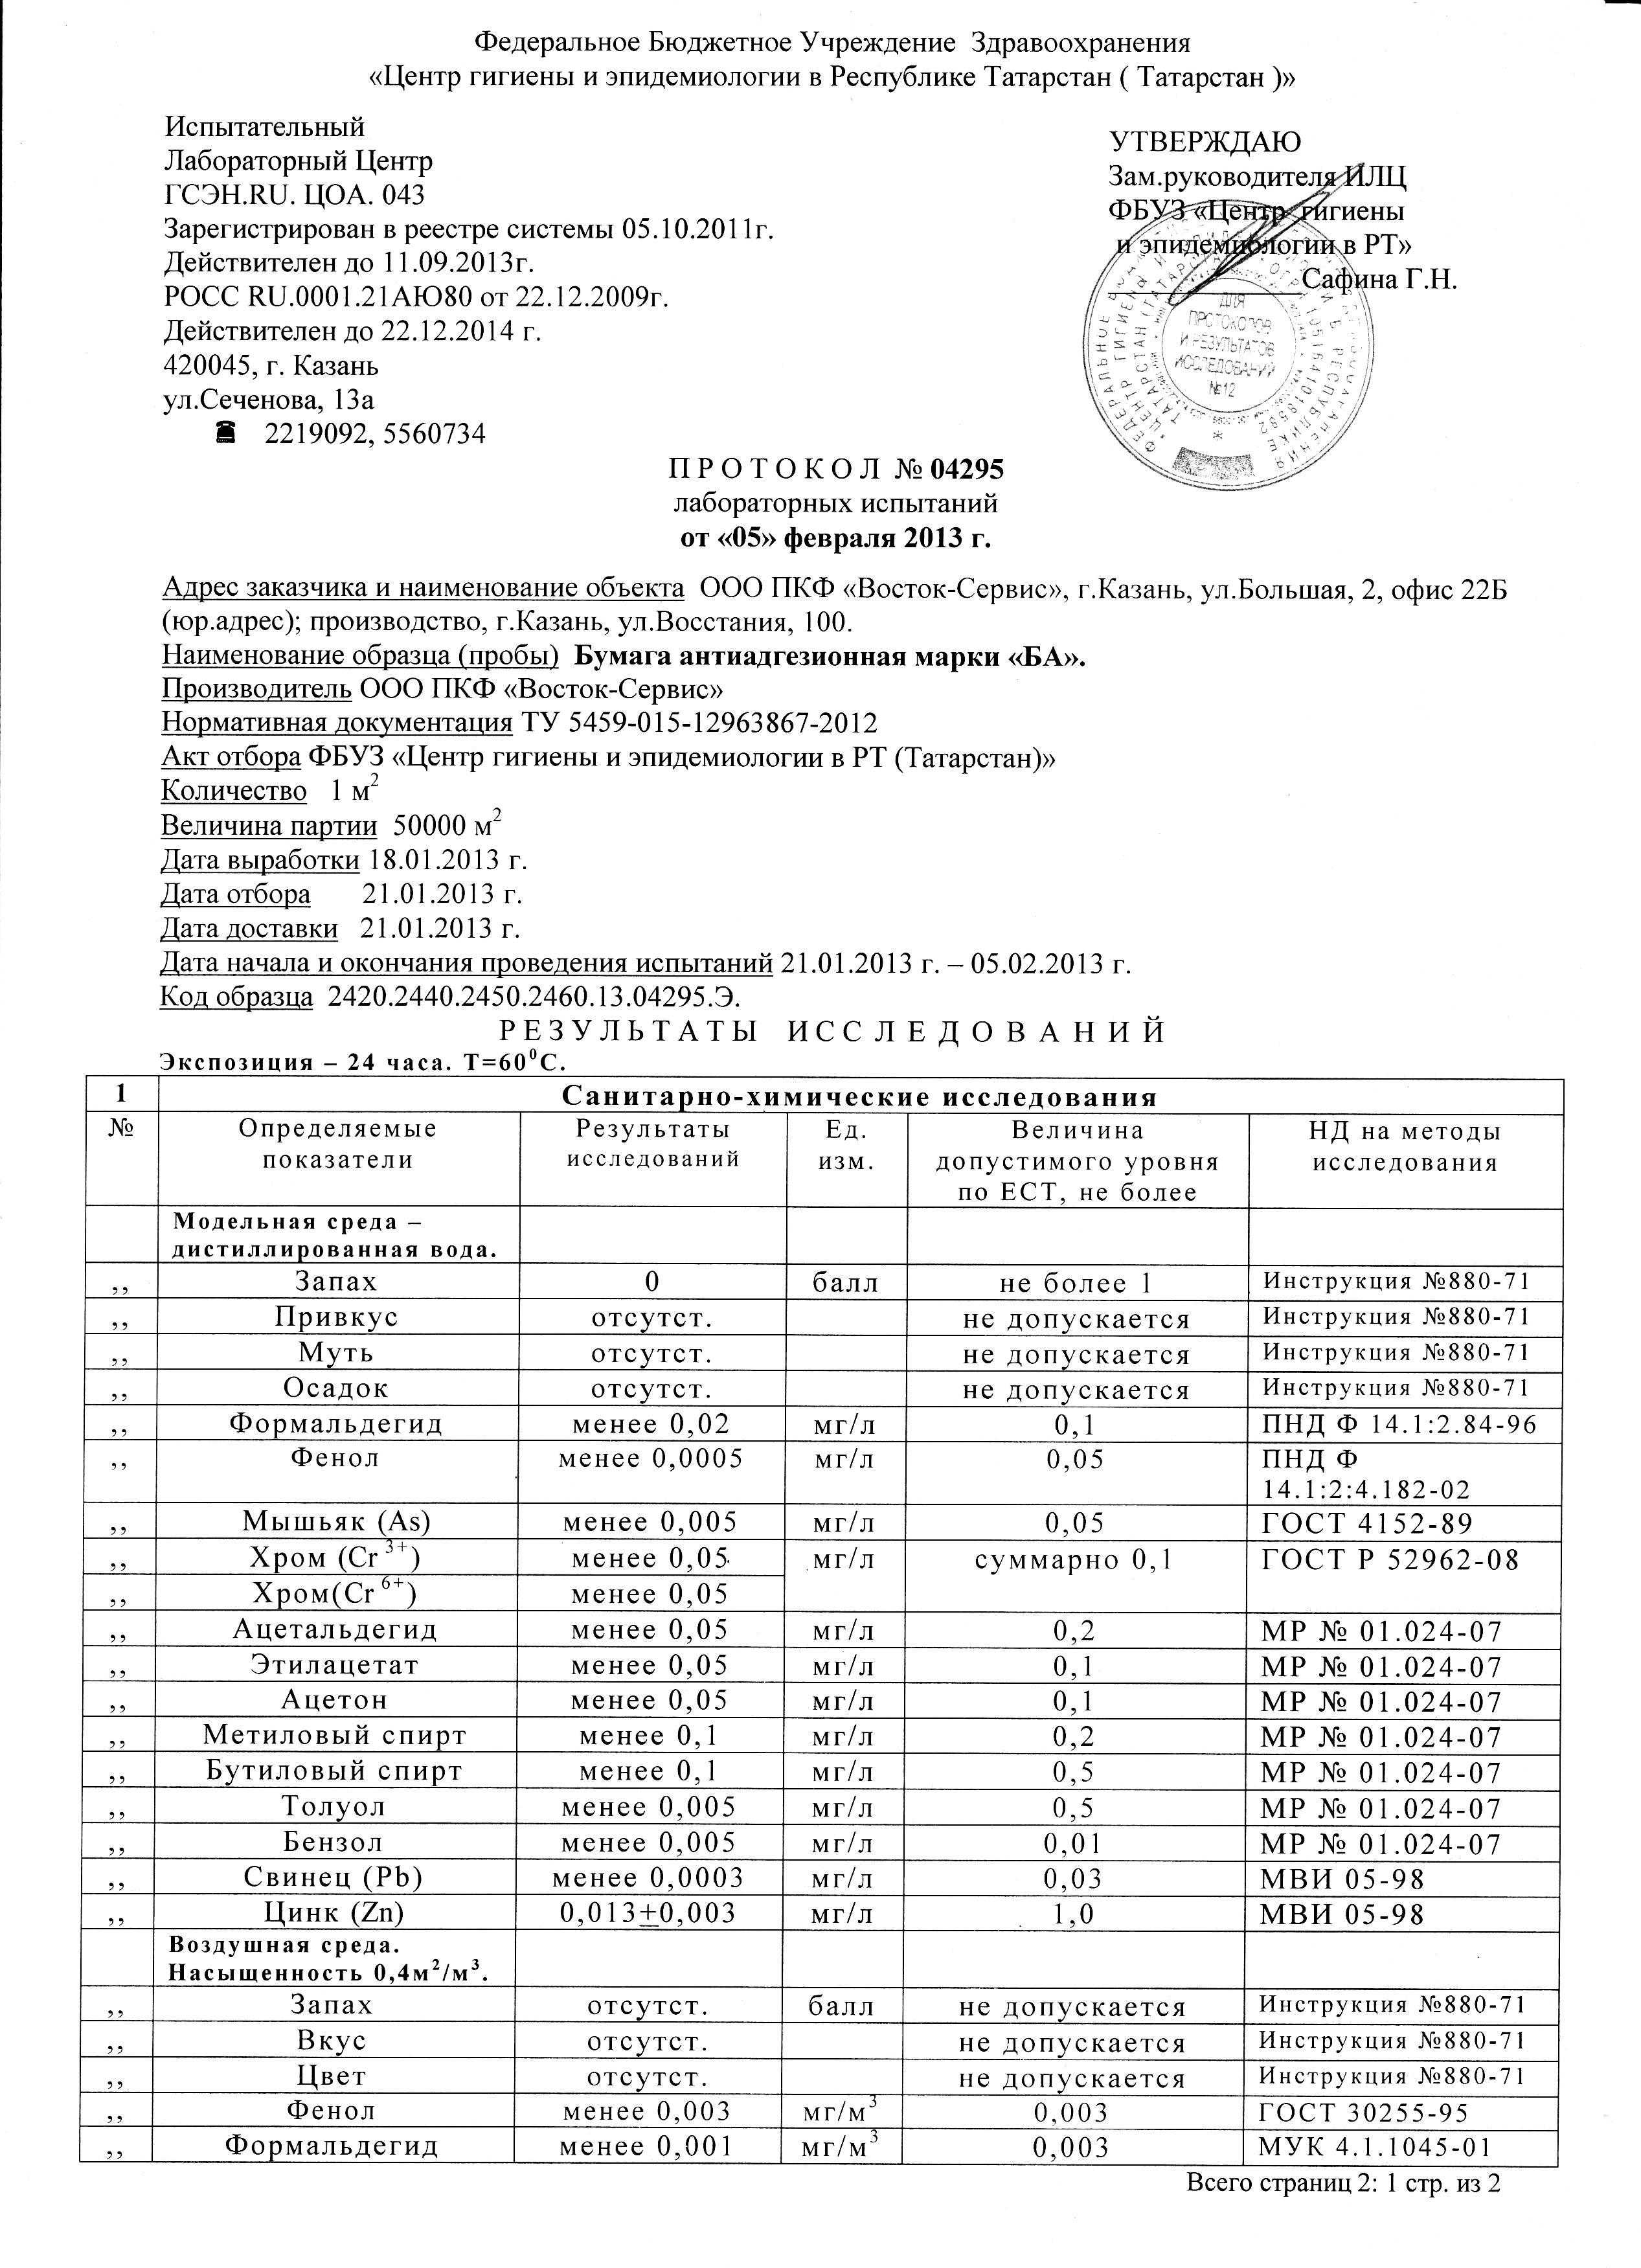 Федеральное Бюджетное Учреждение Здравоохранения
«Центр гигиены и эпидемиологии в Республике Татарстан ( Татарстан )»
Испытательный
Лабораторный Центр
ГСЭН.RU. ЦОА. 043
Зарегистрирован в реестре системы 05.10.2011г.
Действителен до 11.09.2013г.
РОСС RU.0001.21АЮ80 от 22.12.2009г.
Действителен до 22.12.2014 г.
420045, г. Казань
ул.Сеченова, 13а
2219092, 5560734
УТВЕРЖДАЮ
Зам.руководителя ИЛЦ
ФБУЗ «Центр гигиены
и эпидемиологии в РТ»
Сафина Г.Н.
ДЛЯ
ПРОТОКОЛОВ
И РЕЗУЛЬТАТОВ
ИССЛЕДОВАНИЙ
№12
П Р О Т О К О Л № 04295
лабораторных испытаний
от «05» февраля 2013 г.
Адрес заказчика и наименование объекта ООО ПКФ «Восток-Сервис», г.Казань, ул.Большая, 2, офис 22Б
(юр.адрес); производство, г.Казань, ул.Восстания, 100.
Наименование образца (пробы) Бумага антиадгезионная марки «БА».
Производитель ООО ПКФ «Восток-Сервис»
Нормативная документация ТУ 5459-015-12963867-2012
Акт отбора ФБУЗ «Центр гигиены и эпидемиологии в РТ (Татарстан)»
Количество 1 м²
Величина партии 50000 м²
Дата выработки 18.01.2013 г.
Дата отбора 21.01.2013 г.
Дата доставки 21.01.2013 г.
Дата начала и окончания проведения испытаний 21.01.2013 г. – 05.02.2013 г.
Код образца 2420.2440.2450.2460.13.04295.Э.
Р Е З У Л Ь Т А Т Ы И С С Л Е Д О В А Н И Й
Экспозиция – 24 часа. Т=60⁰С.
1 Санитарно-химические исследования
№ Определяемые показатели Результаты исследований Ед. изм. Величина допустимого уровня по ЕСТ, не более НД на методы исследования
Модельная среда –
дистиллированная вода.
,, Запах 0 балл не более 1 Инструкция №880-71
,, Привкус отсутст. не допускается Инструкция №880-71
,, Муть отсутст. не допускается Инструкция №880-71
,, Осадок отсутст. не допускается Инструкция №880-71
,, Формальдегид менее 0,02 мг/л 0,1 ПНД Ф 14.1:2.84-96
,, Фенол менее 0,0005 мг/л 0,05 ПНД Ф
14.1:2:4.182-02
,, Мышьяк (As) менее 0,005 мг/л 0,05 ГОСТ 4152-89
,, Хром (Cr ³⁺) менее 0,05 мг/л суммарно 0,1 ГОСТ Р 52962-08
,, Хром(Cr ⁶⁺) менее 0,05
,, Ацетальдегид менее 0,05 мг/л 0,2 МР № 01.024-07
,, Этилацетат менее 0,05 мг/л 0,1 МР № 01.024-07
,, Ацетон менее 0,05 мг/л 0,1 МР № 01.024-07
,, Метиловый спирт менее 0,1 мг/л 0,2 МР № 01.024-07
,, Бутиловый спирт менее 0,1 мг/л 0,5 МР № 01.024-07
,, Толуол менее 0,005 мг/л 0,5 МР № 01.024-07
,, Бензол менее 0,005 мг/л 0,01 МР № 01.024-07
,, Свинец (Pb) менее 0,0003 мг/л 0,03 МВИ 05-98
,, Цинк (Zn) 0,013±0,003 мг/л 1,0 МВИ 05-98
Воздушная среда.
Насыщенность 0,4м²/м³.
,, Запах отсутст. балл не допускается Инструкция №880-71
,, Вкус отсутст. не допускается Инструкция №880-71
,, Цвет отсутст. не допускается Инструкция №880-71
,, Фенол менее 0,003 мг/м³ 0,003 ГОСТ 30255-95
,, Формальдегид менее 0,001 мг/м³ 0,003 МУК 4.1.1045-01
Всего страниц 2: 1 стр. из 2